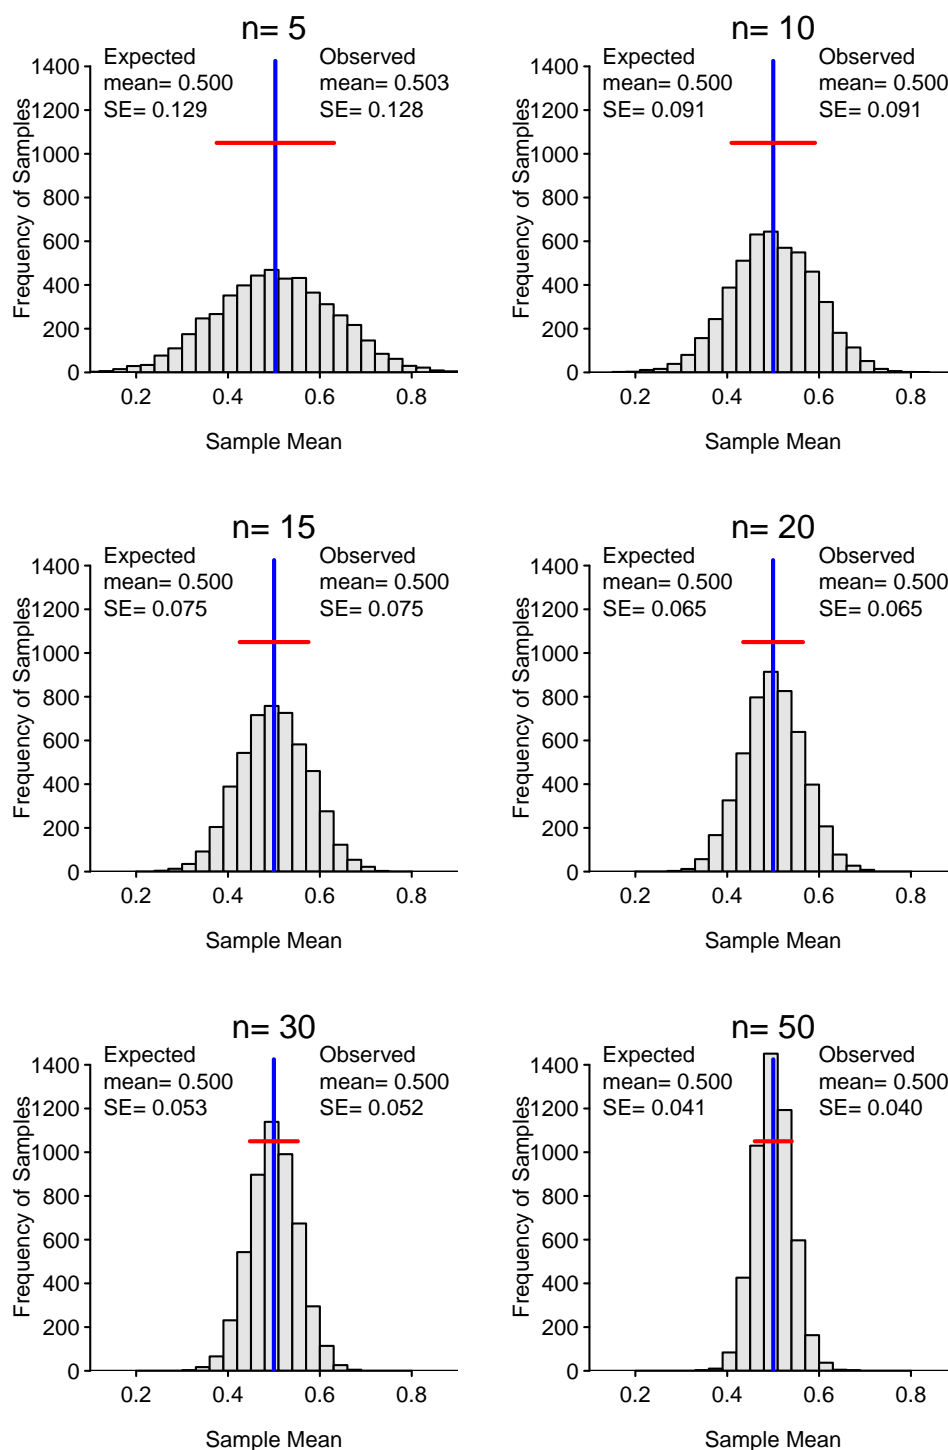 n= 5
Expected
mean= 0.500
SE= 0.129
Observed
mean= 0.503
SE= 0.128
Frequency of Samples
1400
1200
1000
800
600
400
200
0
0.2 0.4 0.6 0.8
Sample Mean
n= 10
Expected
mean= 0.500
SE= 0.091
Observed
mean= 0.500
SE= 0.091
Frequency of Samples
1400
1200
1000
800
600
400
200
0
0.2 0.4 0.6 0.8
Sample Mean
n= 15
Expected
mean= 0.500
SE= 0.075
Observed
mean= 0.500
SE= 0.075
Frequency of Samples
1400
1200
1000
800
600
400
200
0
0.2 0.4 0.6 0.8
Sample Mean
n= 20
Expected
mean= 0.500
SE= 0.065
Observed
mean= 0.500
SE= 0.065
Frequency of Samples
1400
1200
1000
800
600
400
200
0
0.2 0.4 0.6 0.8
Sample Mean
n= 30
Expected
mean= 0.500
SE= 0.053
Observed
mean= 0.500
SE= 0.052
Frequency of Samples
1400
1200
1000
800
600
400
200
0
0.2 0.4 0.6 0.8
Sample Mean
n= 50
Expected
mean= 0.500
SE= 0.041
Observed
mean= 0.500
SE= 0.040
Frequency of Samples
1400
1200
1000
800
600
400
200
0
0.2 0.4 0.6 0.8
Sample Mean